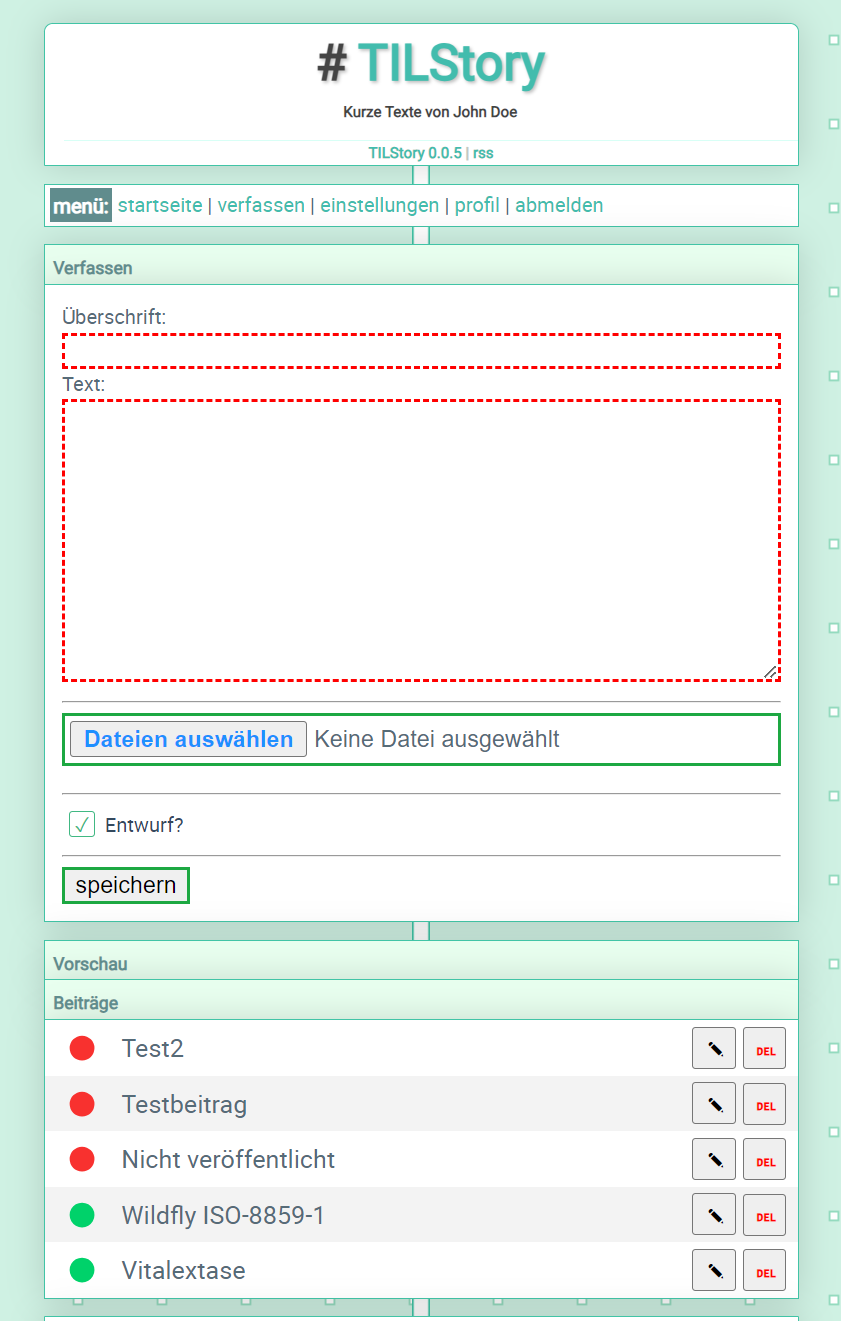 # TILStory
Kurze Texte von John Doe
TILStory 0.0.5 | rss
menü: startseite | verfassen | einstellungen | profil | abmelden
Verfassen
Überschrift:
Text:
Dateien auswählen Keine Datei ausgewählt
Entwurf?
speichern
Vorschau
Beiträge
Test2 DEL
Testbeitrag DEL
Nicht veröffentlicht DEL
Wildfly ISO-8859-1 DEL
Vitalextase DEL